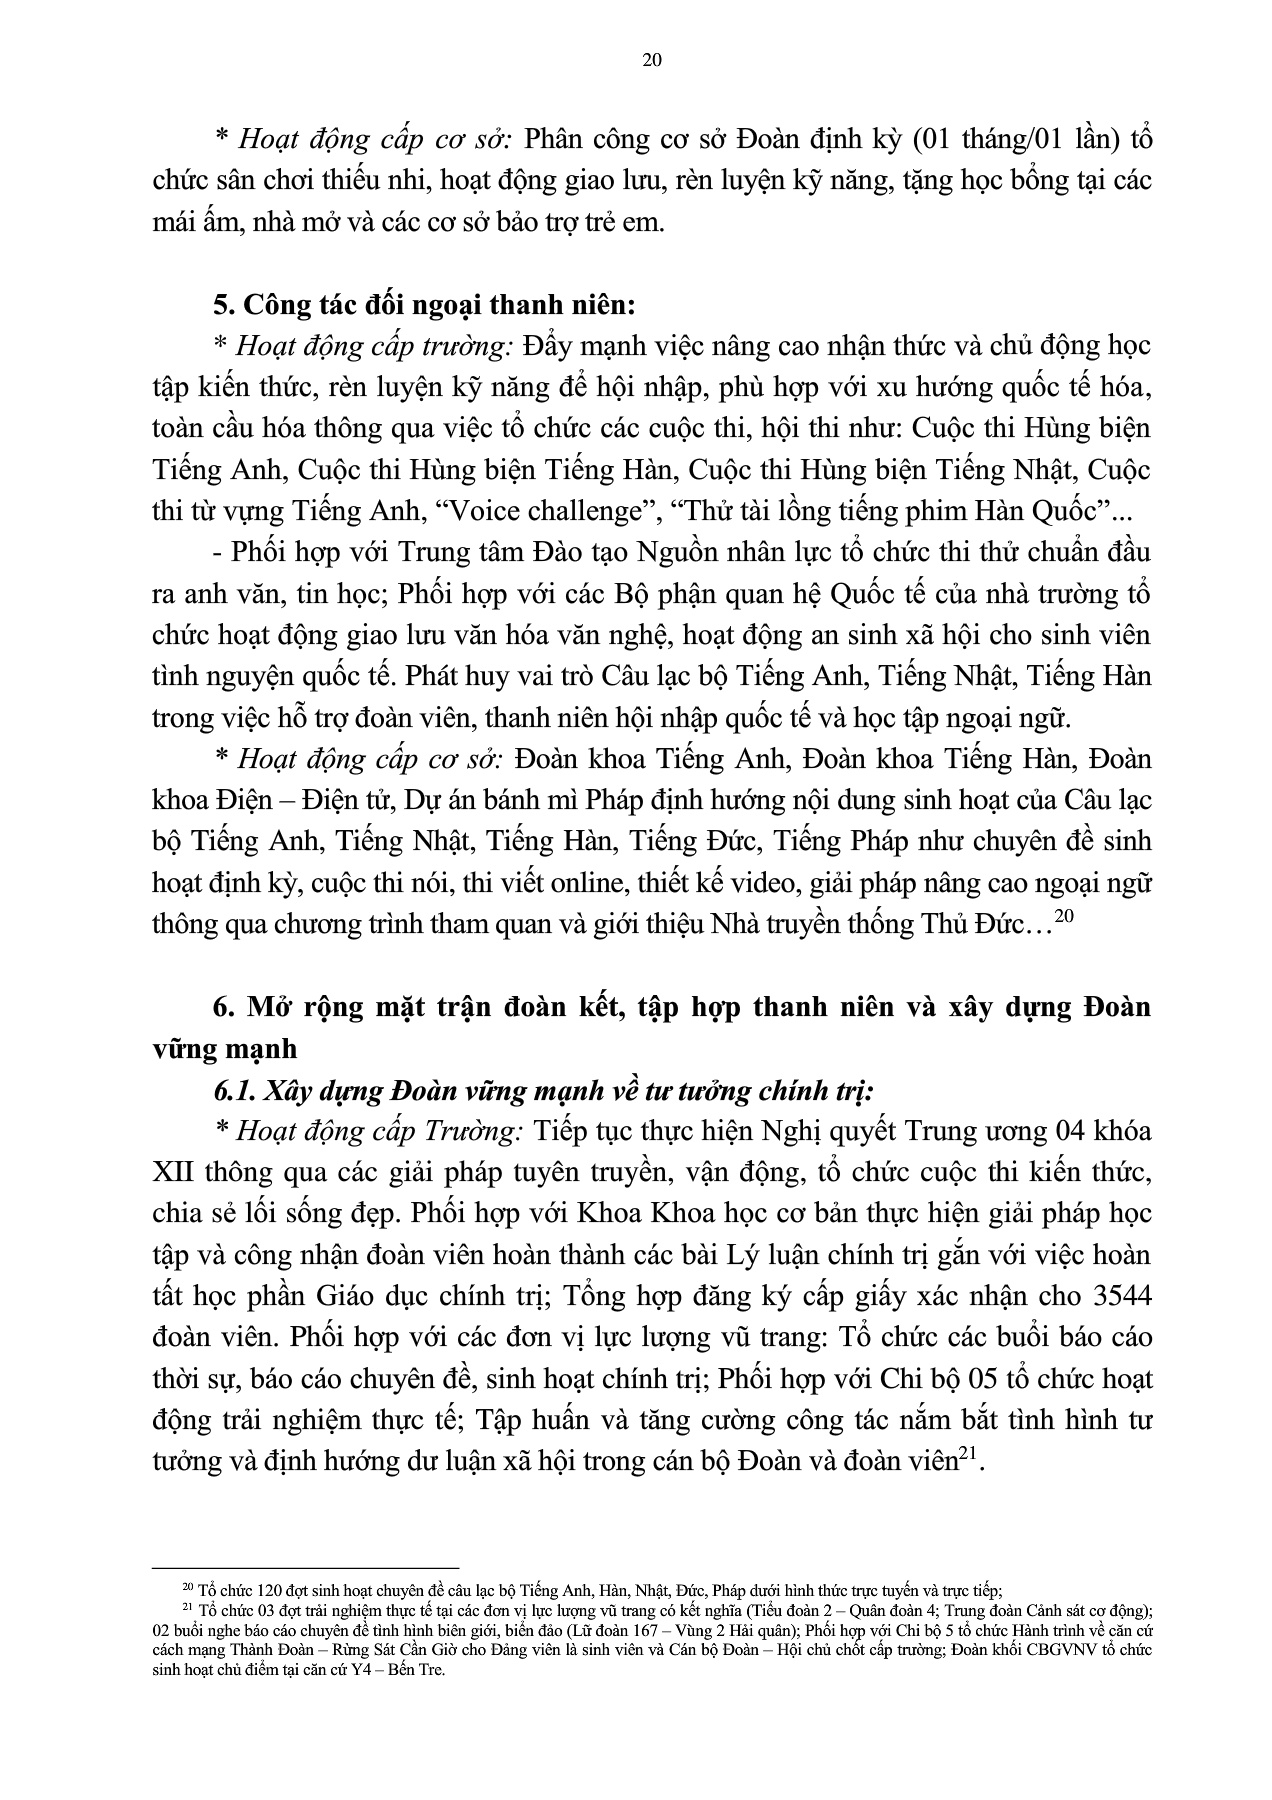 20
* Hoạt động cấp cơ sở: Phân công cơ sở Đoàn định kỳ (01 tháng/01 lần) tổ
chức sân chơi thiếu nhi, hoạt động giao lưu, rèn luyện kỹ năng, tặng học bổng tại các
mái ấm, nhà mở và các cơ sở bảo trợ trẻ em.
5. Công tác đối ngoại thanh niên:
* Hoạt động cấp trường: Đẩy mạnh việc nâng cao nhận thức và chủ động học
tập kiến thức, rèn luyện kỹ năng để hội nhập, phù hợp với xu hướng quốc tế hóa,
toàn cầu hóa thông qua việc tổ chức các cuộc thi, hội thi như: Cuộc thi Hùng biện
Tiếng Anh, Cuộc thi Hùng biện Tiếng Hàn, Cuộc thi Hùng biện Tiếng Nhật, Cuộc
thi từ vựng Tiếng Anh, “Voice challenge”, “Thử tài lồng tiếng phim Hàn Quốc”...
- Phối hợp với Trung tâm Đào tạo Nguồn nhân lực tổ chức thi thử chuẩn đầu
ra anh văn, tin học; Phối hợp với các Bộ phận quan hệ Quốc tế của nhà trường tổ
chức hoạt động giao lưu văn hóa văn nghệ, hoạt động an sinh xã hội cho sinh viên
tình nguyện quốc tế. Phát huy vai trò Câu lạc bộ Tiếng Anh, Tiếng Nhật, Tiếng Hàn
trong việc hỗ trợ đoàn viên, thanh niên hội nhập quốc tế và học tập ngoại ngữ.
* Hoạt động cấp cơ sở: Đoàn khoa Tiếng Anh, Đoàn khoa Tiếng Hàn, Đoàn
khoa Điện – Điện tử, Dự án bánh mì Pháp định hướng nội dung sinh hoạt của Câu lạc
bộ Tiếng Anh, Tiếng Nhật, Tiếng Hàn, Tiếng Đức, Tiếng Pháp như chuyên đề sinh
hoạt định kỳ, cuộc thi nói, thi viết online, thiết kế video, giải pháp nâng cao ngoại ngữ
thông qua chương trình tham quan và giới thiệu Nhà truyền thống Thủ Đức…20
6. Mở rộng mặt trận đoàn kết, tập hợp thanh niên và xây dựng Đoàn
vững mạnh
6.1. Xây dựng Đoàn vững mạnh về tư tưởng chính trị:
* Hoạt động cấp Trường: Tiếp tục thực hiện Nghị quyết Trung ương 04 khóa
XII thông qua các giải pháp tuyên truyền, vận động, tổ chức cuộc thi kiến thức,
chia sẻ lối sống đẹp. Phối hợp với Khoa Khoa học cơ bản thực hiện giải pháp học
tập và công nhận đoàn viên hoàn thành các bài Lý luận chính trị gắn với việc hoàn
tất học phần Giáo dục chính trị; Tổng hợp đăng ký cấp giấy xác nhận cho 3544
đoàn viên. Phối hợp với các đơn vị lực lượng vũ trang: Tổ chức các buổi báo cáo
thời sự, báo cáo chuyên đề, sinh hoạt chính trị; Phối hợp với Chi bộ 05 tổ chức hoạt
động trải nghiệm thực tế; Tập huấn và tăng cường công tác nắm bắt tình hình tư
tưởng và định hướng dư luận xã hội trong cán bộ Đoàn và đoàn viên21.
20 Tổ chức 120 đợt sinh hoạt chuyên đề câu lạc bộ Tiếng Anh, Hàn, Nhật, Đức, Pháp dưới hình thức trực tuyến và trực tiếp;
21 Tổ chức 03 đợt trải nghiệm thực tế tại các đơn vị lực lượng vũ trang có kết nghĩa (Tiểu đoàn 2 – Quân đoàn 4; Trung đoàn Cảnh sát cơ động);
02 buổi nghe báo cáo chuyên đề tình hình biên giới, biển đảo (Lữ đoàn 167 – Vùng 2 Hải quân); Phối hợp với Chi bộ 5 tổ chức Hành trình về căn cứ
cách mạng Thành Đoàn – Rừng Sát Cần Giờ cho Đảng viên là sinh viên và Cán bộ Đoàn – Hội chủ chốt cấp trường; Đoàn khối CBGVNV tổ chức
sinh hoạt chủ điểm tại căn cứ Y4 – Bến Tre.